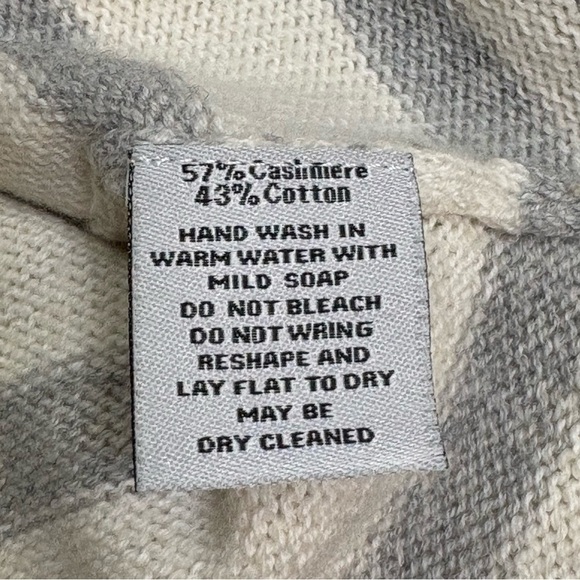 57% Cashmere
43% Cotton
HAND WASH IN
WARM WATER WITH
MILD SOAP
DO NOT BLEACH
DO NOT WRING
RESHAPE AND
LAY FLAT TO DRY
MAY BE
DRY CLEANED